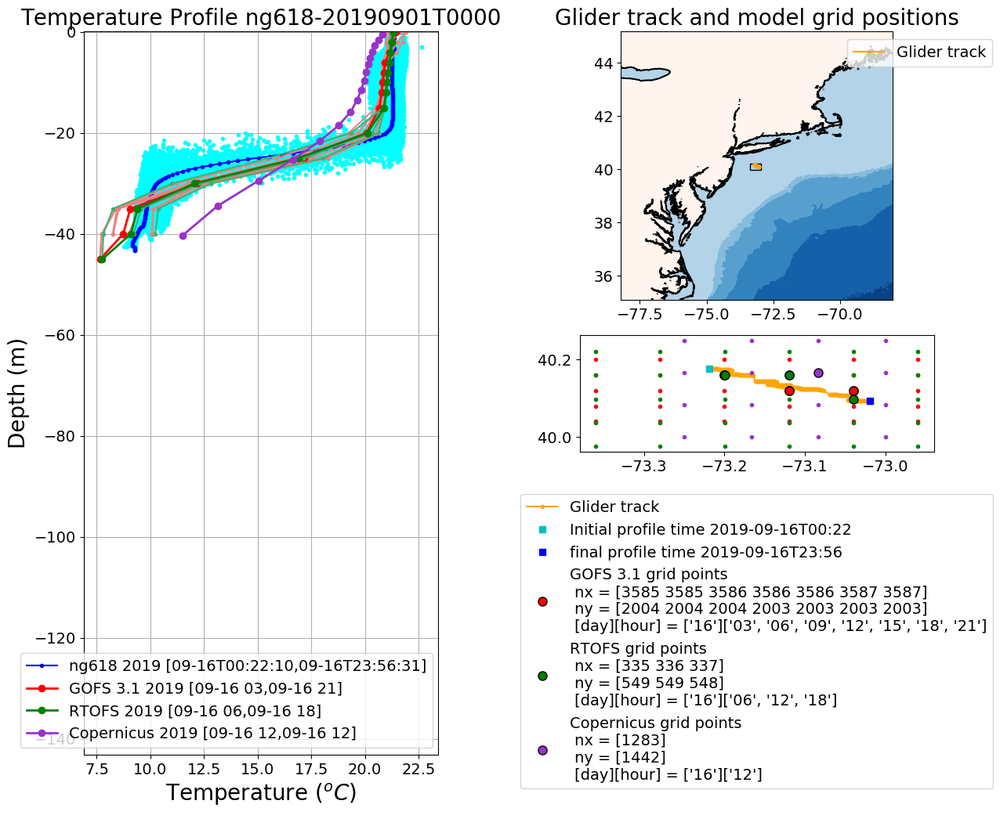 Temperature Profile ng618-20190901T0000
0
−20
−40
−60
−80
−100
−120
−140
Depth (m)
7.5 10.0 12.5 15.0 17.5 20.0 22.5
Temperature (°C)
ng618 2019 [09-16T00:22:10,09-16T23:56:31]
GOFS 3.1 2019 [09-16 03,09-16 21]
RTOFS 2019 [09-16 06,09-16 18]
Copernicus 2019 [09-16 12,09-16 12]
Glider track and model grid positions
Glider track
44
42
40
38
36
−77.5 −75.0 −72.5 −70.0
40.2
40.0
−73.3 −73.2 −73.1 −73.0
Glider track
Initial profile time 2019-09-16T00:22
final profile time 2019-09-16T23:56
GOFS 3.1 grid points
nx = [3585 3585 3586 3586 3586 3587 3587]
ny = [2004 2004 2004 2003 2003 2003 2003]
[day][hour] = ['16']['03', '06', '09', '12', '15', '18', '21']
RTOFS grid points
nx = [335 336 337]
ny = [549 549 548]
[day][hour] = ['16']['06', '12', '18']
Copernicus grid points
nx = [1283]
ny = [1442]
[day][hour] = ['16']['12']